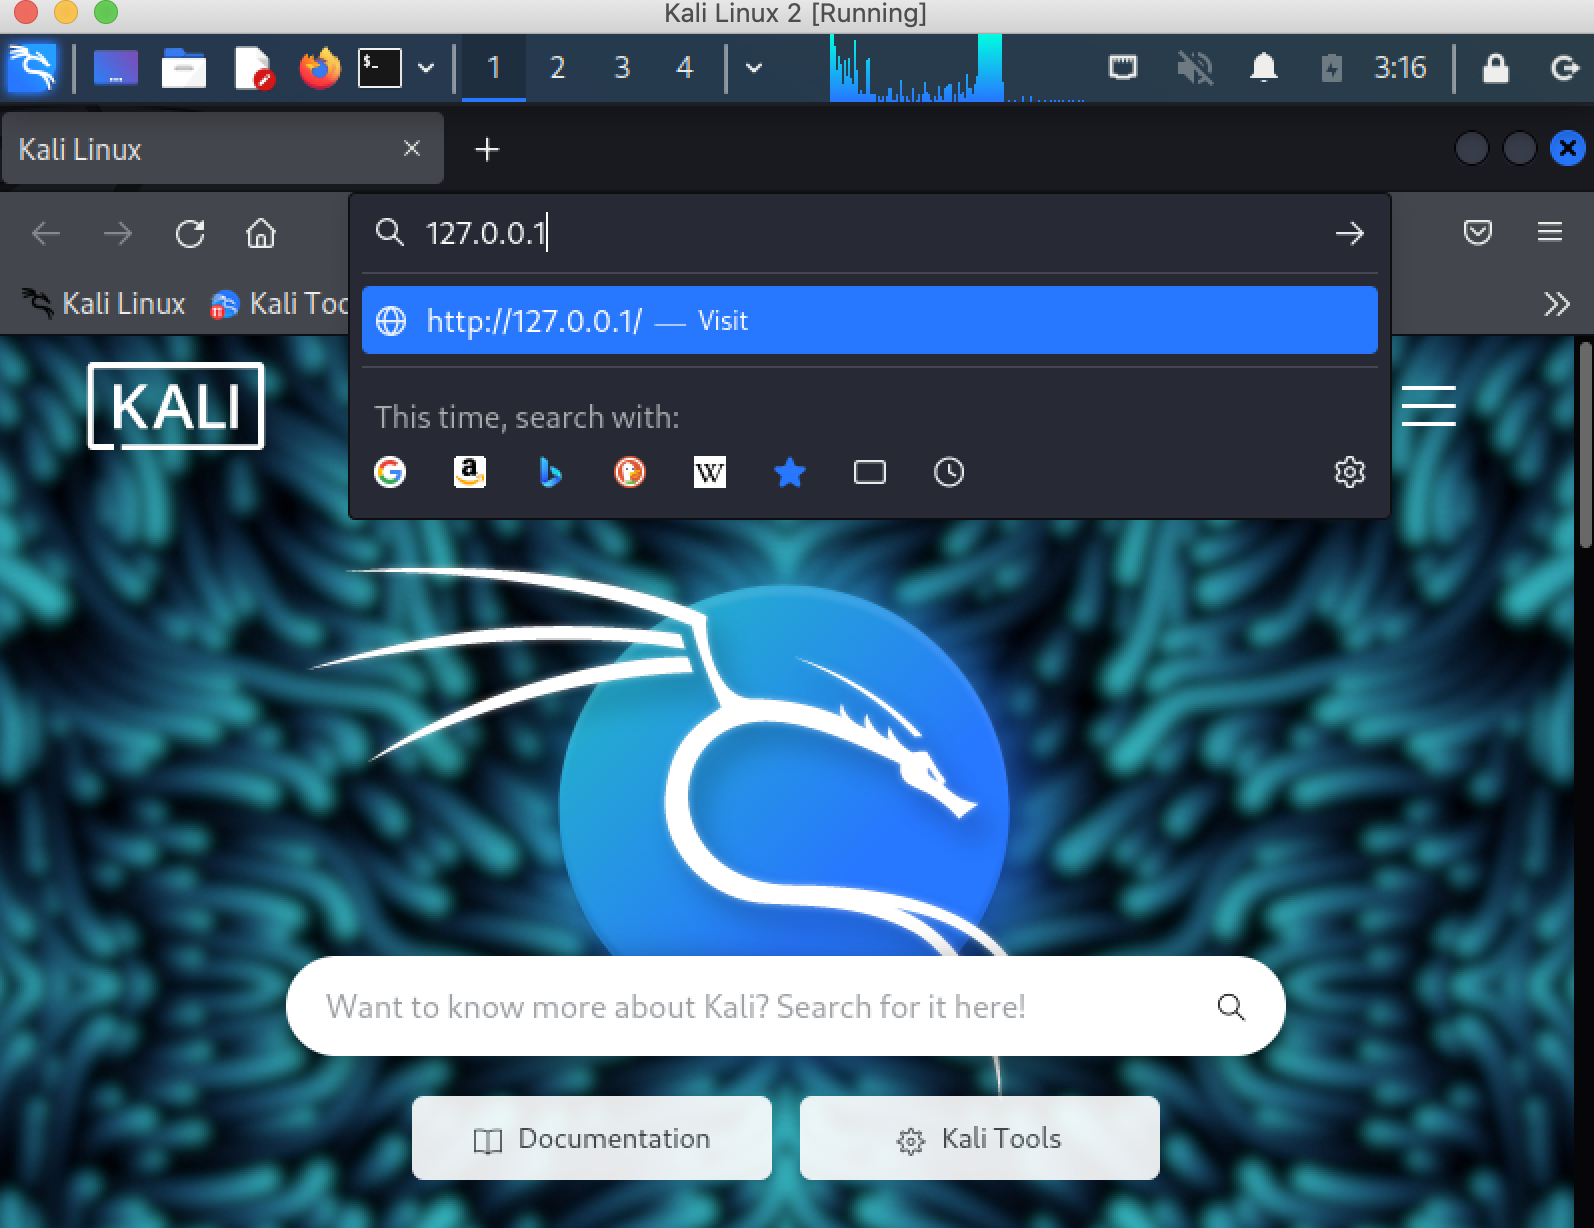 Kali Linux 2 [Running]
$_
1 2 3 4
3:16
Kali Linux
127.0.0.1
Kali Linux
Kali Too
http://127.0.0.1/ — Visit
KALI
This time, search with:
G a b W
Want to know more about Kali? Search for it here!
Documentation
Kali Tools